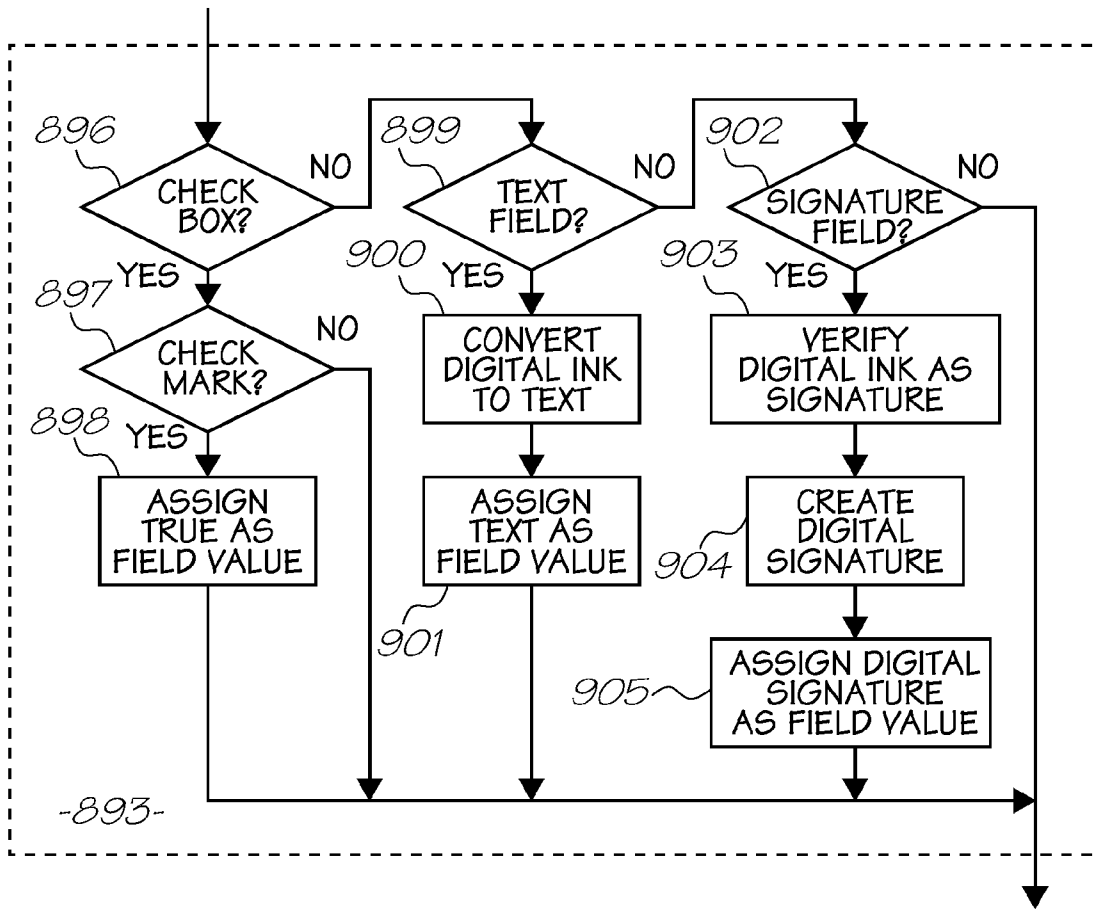 896
CHECK
BOX?
NO
YES
897
CHECK
MARK?
NO
YES
898
ASSIGN
TRUE AS
FIELD VALUE
899
TEXT
FIELD?
NO
YES
900
CONVERT
DIGITAL INK
TO TEXT
ASSIGN
TEXT AS
FIELD VALUE
901
902
SIGNATURE
FIELD?
NO
YES
903
VERIFY
DIGITAL INK AS
SIGNATURE
CREATE
DIGITAL
SIGNATURE
904
ASSIGN DIGITAL
SIGNATURE
AS FIELD VALUE
905
-893-